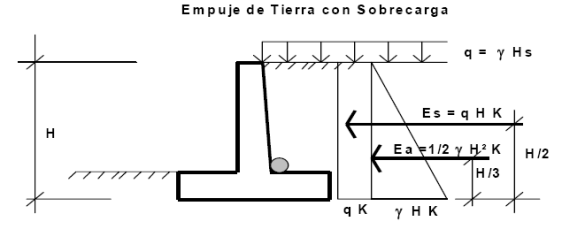 Empuje de Tierra con Sobrecarga
q = γ Hs
Es = q H K
H
Ea =1/2 γ H² K
H/2
H/3
q K
γ H K